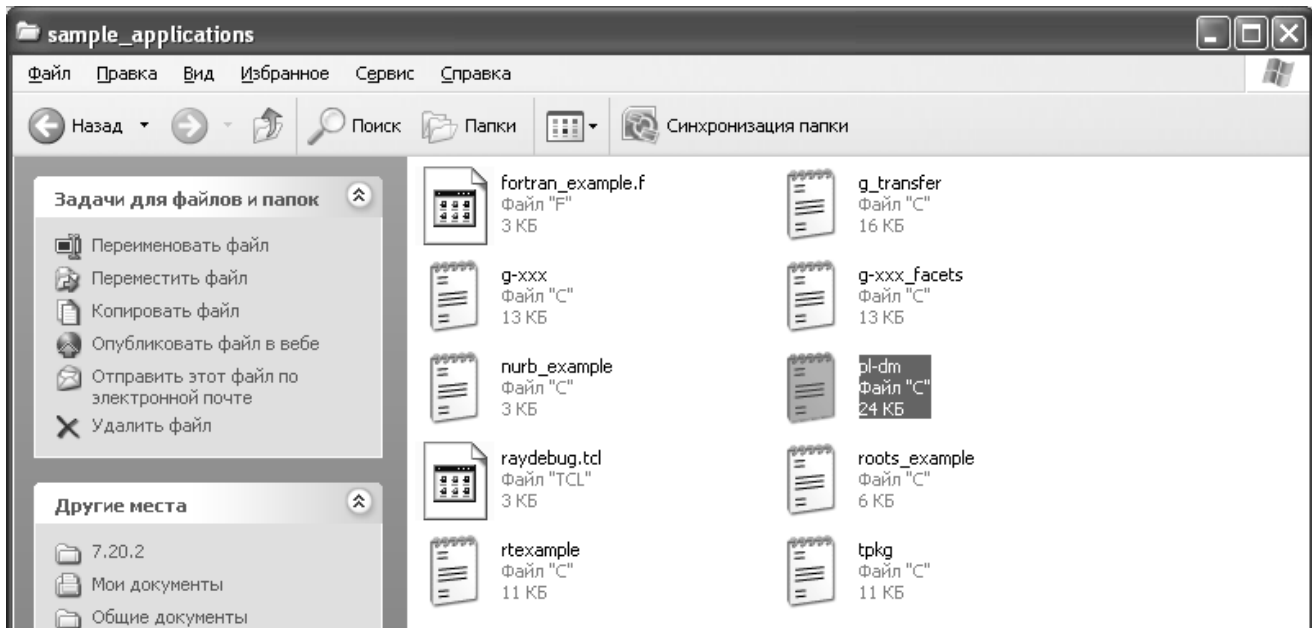 sample_applications
Файл Правка Вид Избранное Сервис Справка
Назад Поиск Папки Синхронизация папки
Задачи для файлов и папок
Переименовать файл
Переместить файл
Копировать файл
Опубликовать файл в вебе
Отправить этот файл по
электронной почте
Удалить файл
Другие места
7.20.2
Мои документы
Общие документы
fortran_example.f
Файл "F"
3 КБ
g_transfer
Файл "C"
16 КБ
g-xxx
Файл "C"
13 КБ
g-xxx_facets
Файл "C"
13 КБ
nurb_example
Файл "C"
3 КБ
pl-dm
Файл "C"
24 КБ
raydebug.tcl
Файл "TCL"
3 КБ
roots_example
Файл "C"
6 КБ
rtexample
Файл "C"
11 КБ
tpkg
Файл "C"
11 КБ